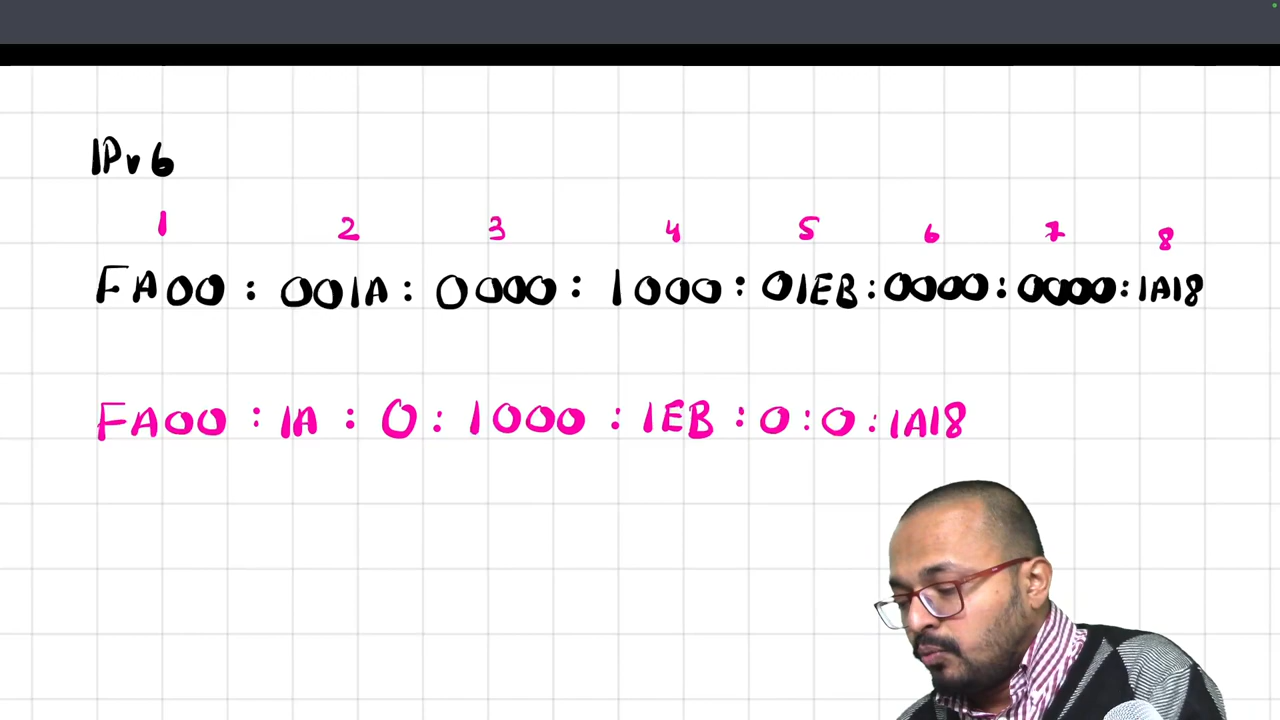 IPv6
1 2 3 4 5 6 7 8
FA00 : 001A : 0000 : 1000 : 01EB : 0000 : 0000 : 1A18
FA00 : 1A : 0 : 1000 : 1EB : 0 : 0 : 1A18